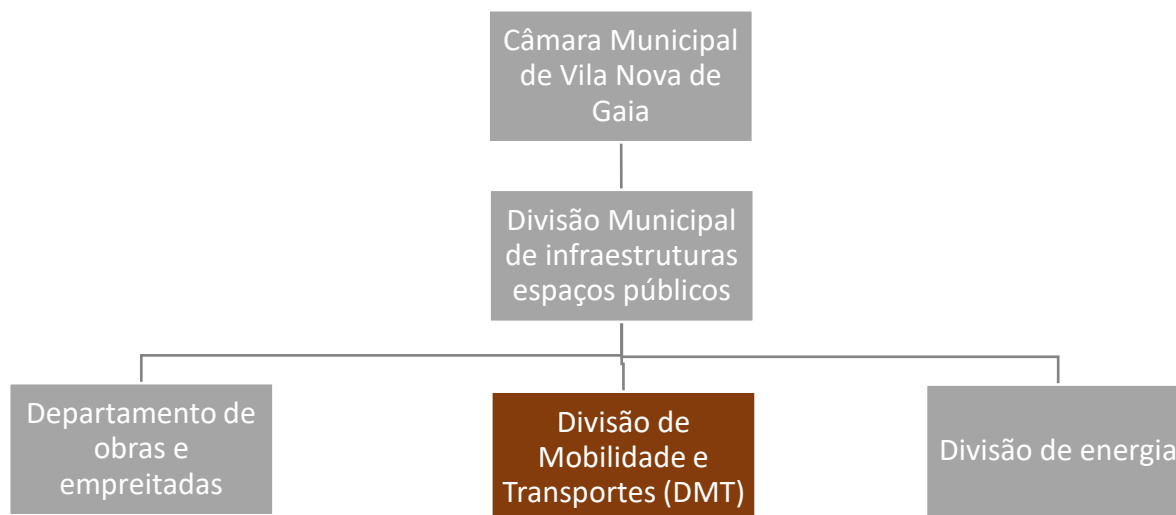 Câmara Municipal
de Vila Nova de
Gaia
Divisão Municipal
de infraestruturas
espaços públicos
Departamento de
obras e
empreitadas
Divisão de
Mobilidade e
Transportes (DMT)
Divisão de energia